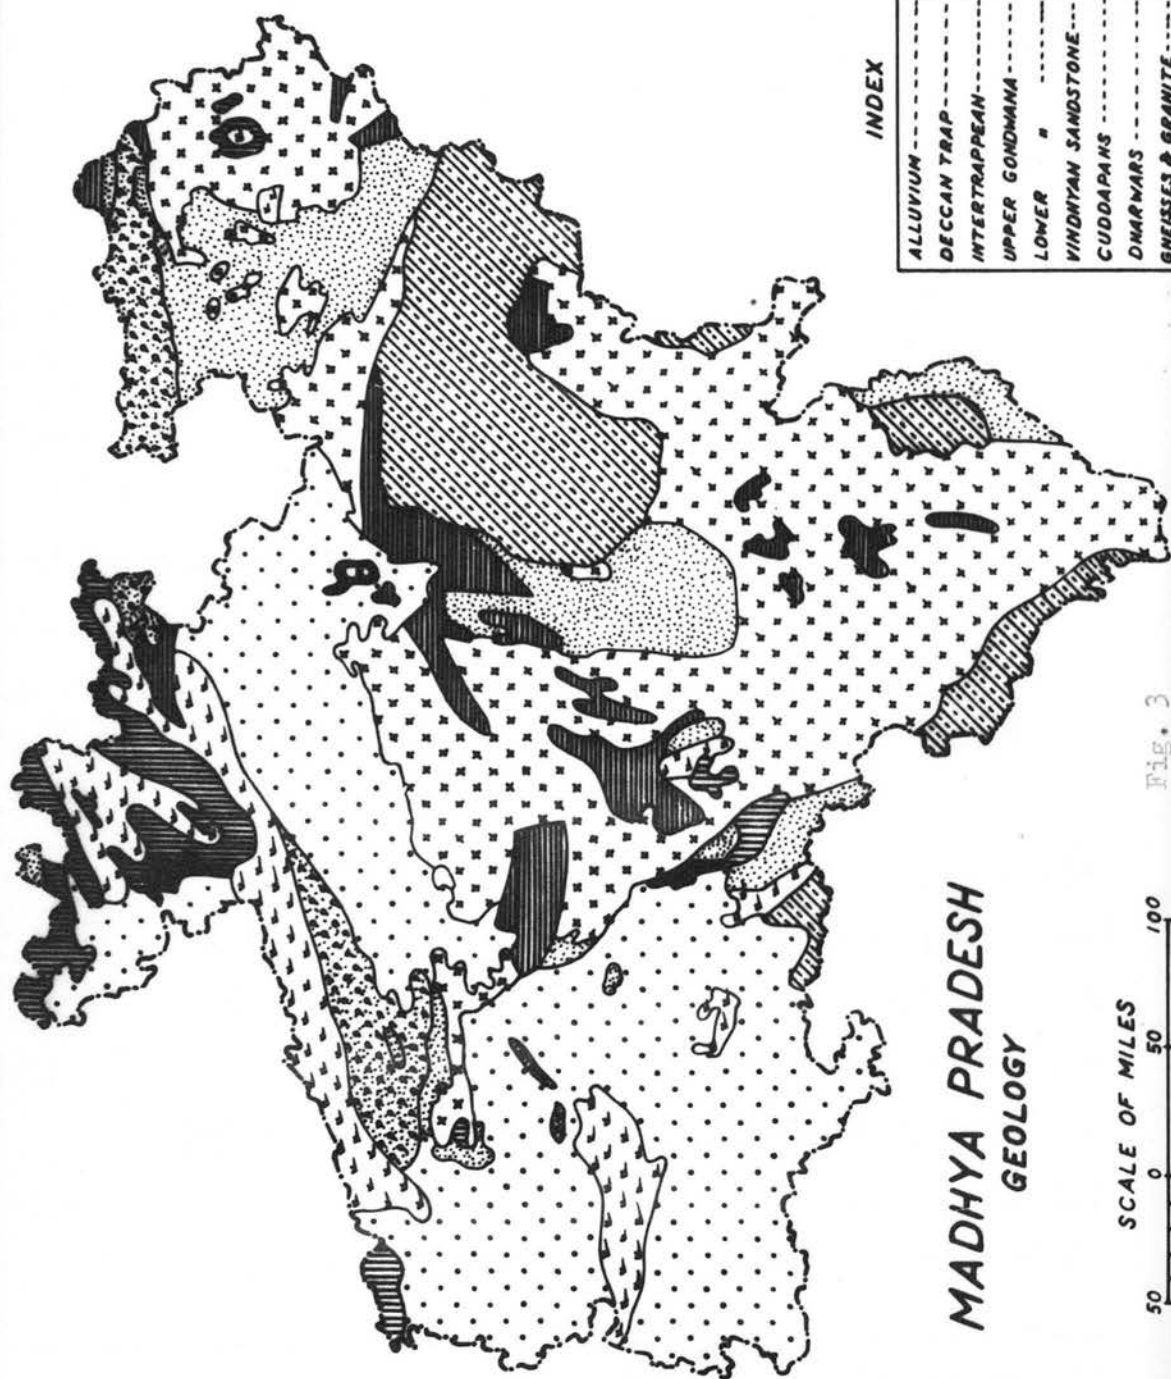 INDEX
ALLUVIUM
DECCAN TRAP
INTERTRAPPEAN
UPPER GONDWANA
LOWER "
VINDHYAN SANDSTONE
CUDDAPAHS
DHARWARS
GNEISSES & GRANITE
MADHYA PRADESH
GEOLOGY
SCALE OF MILES
50 0 50 100
Fig. 3